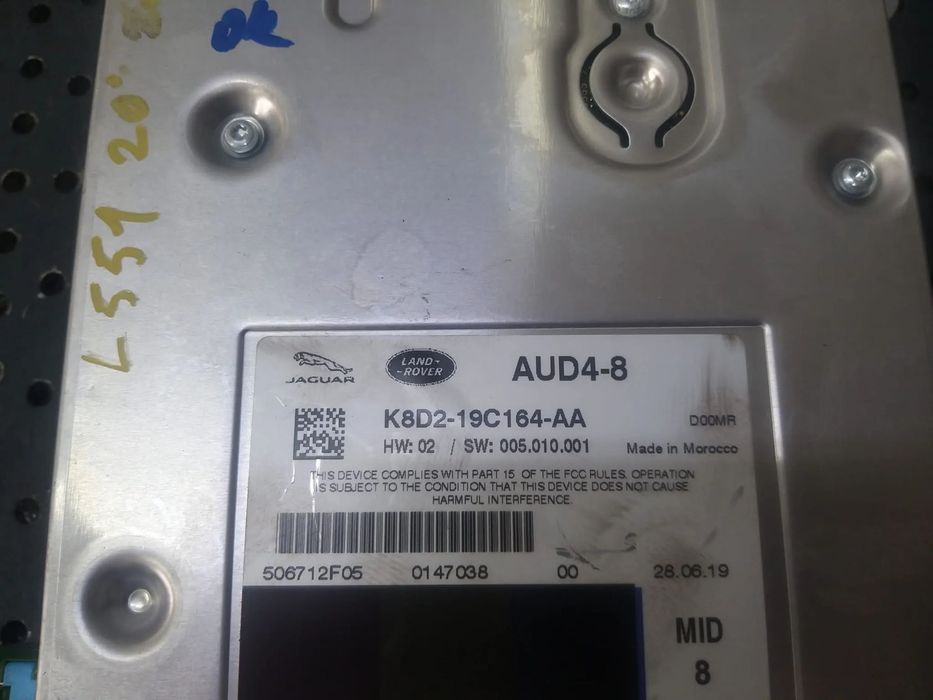 OK
L551 20°
JAGUAR
LAND-
ROVER
AUD4-8
K8D2-19C164-AA
D00MR
HW: 02 / SW: 005.010.001
Made in Morocco
THIS DEVICE COMPLIES WITH PART 15 OF THE FCC RULES. OPERATION
IS SUBJECT TO THE CONDITION THAT THIS DEVICE DOES NOT CAUSE
HARMFUL INTERFERENCE.
506712F05 0147038 00 28.06.19
MID
8